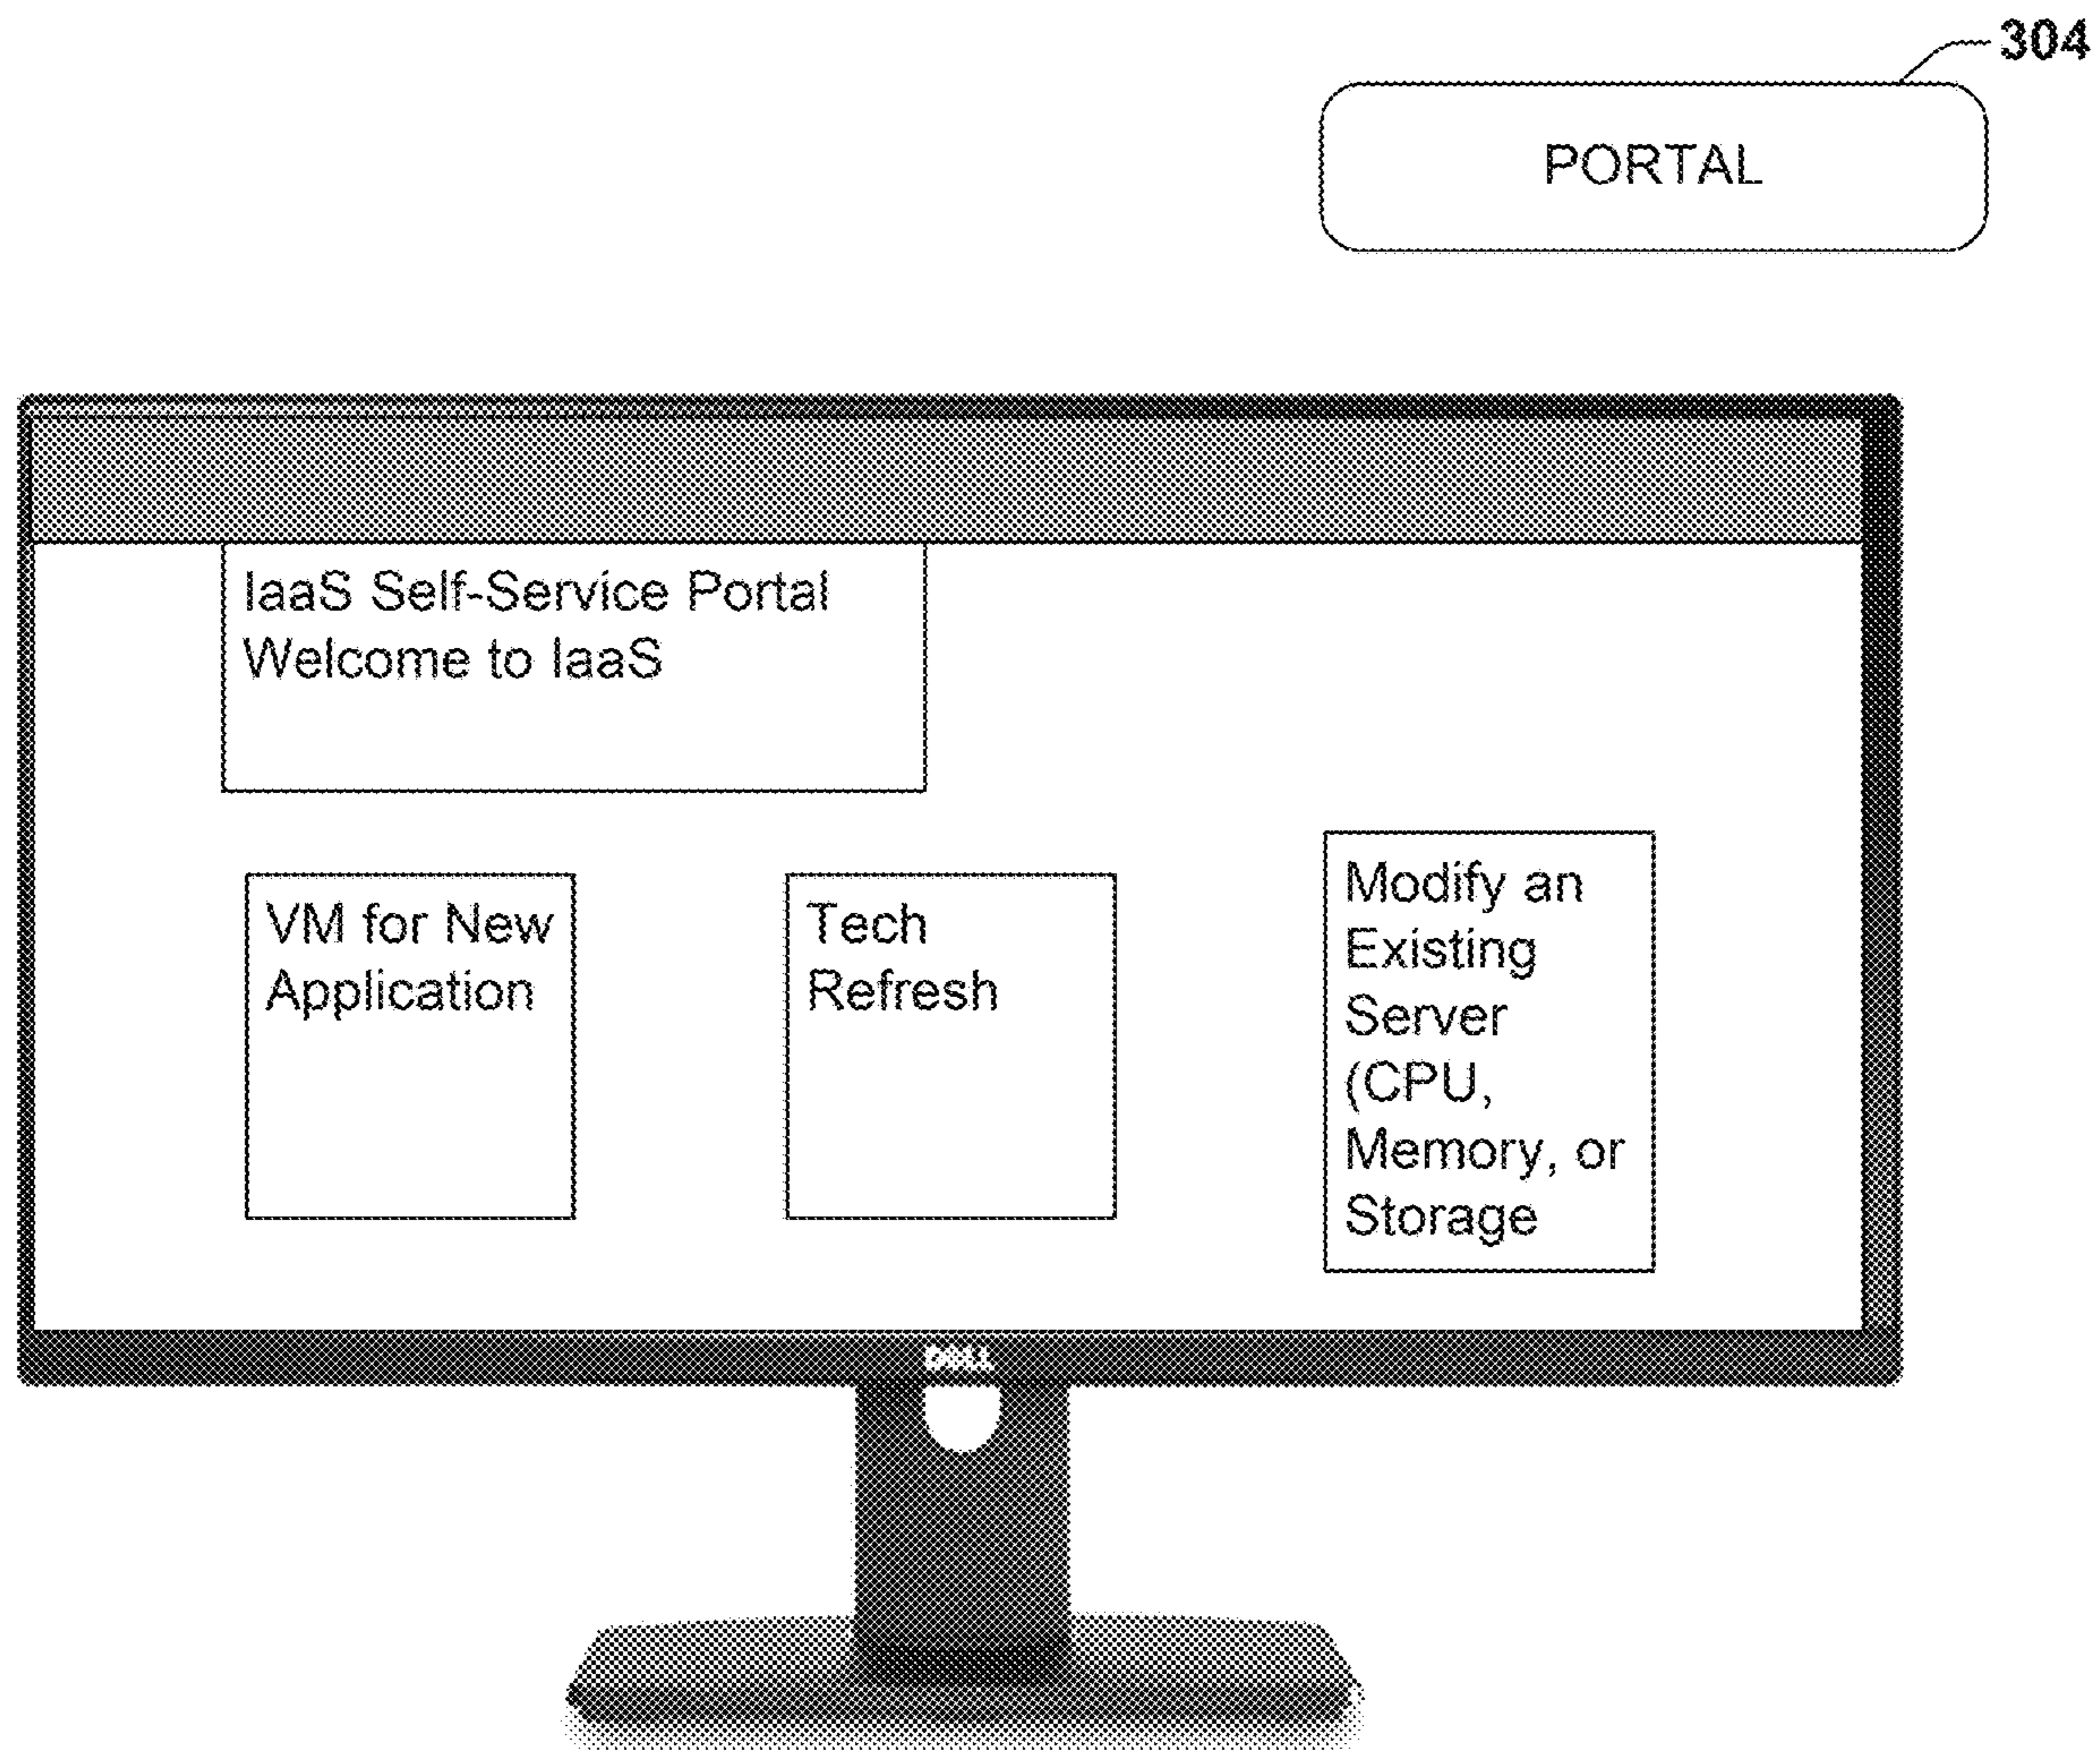 304
PORTAL
IaaS Self-Service Portal
Welcome to IaaS
VM for New
Application
Tech
Refresh
Modify an
Existing
Server
(CPU,
Memory, or
Storage
DELL